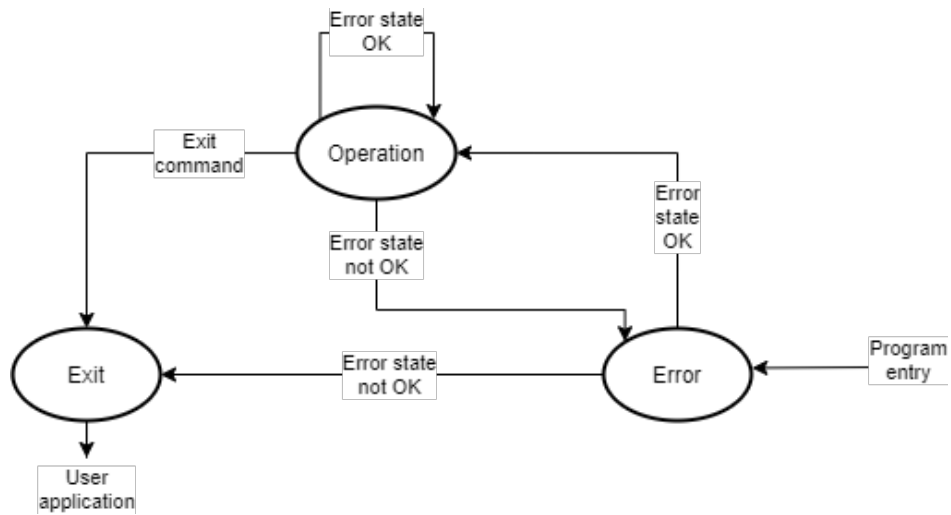 Error state
OK
Exit
command
Operation
Error
state
OK
Error state
not OK
Program
entry
Exit
Error state
not OK
Error
User
application